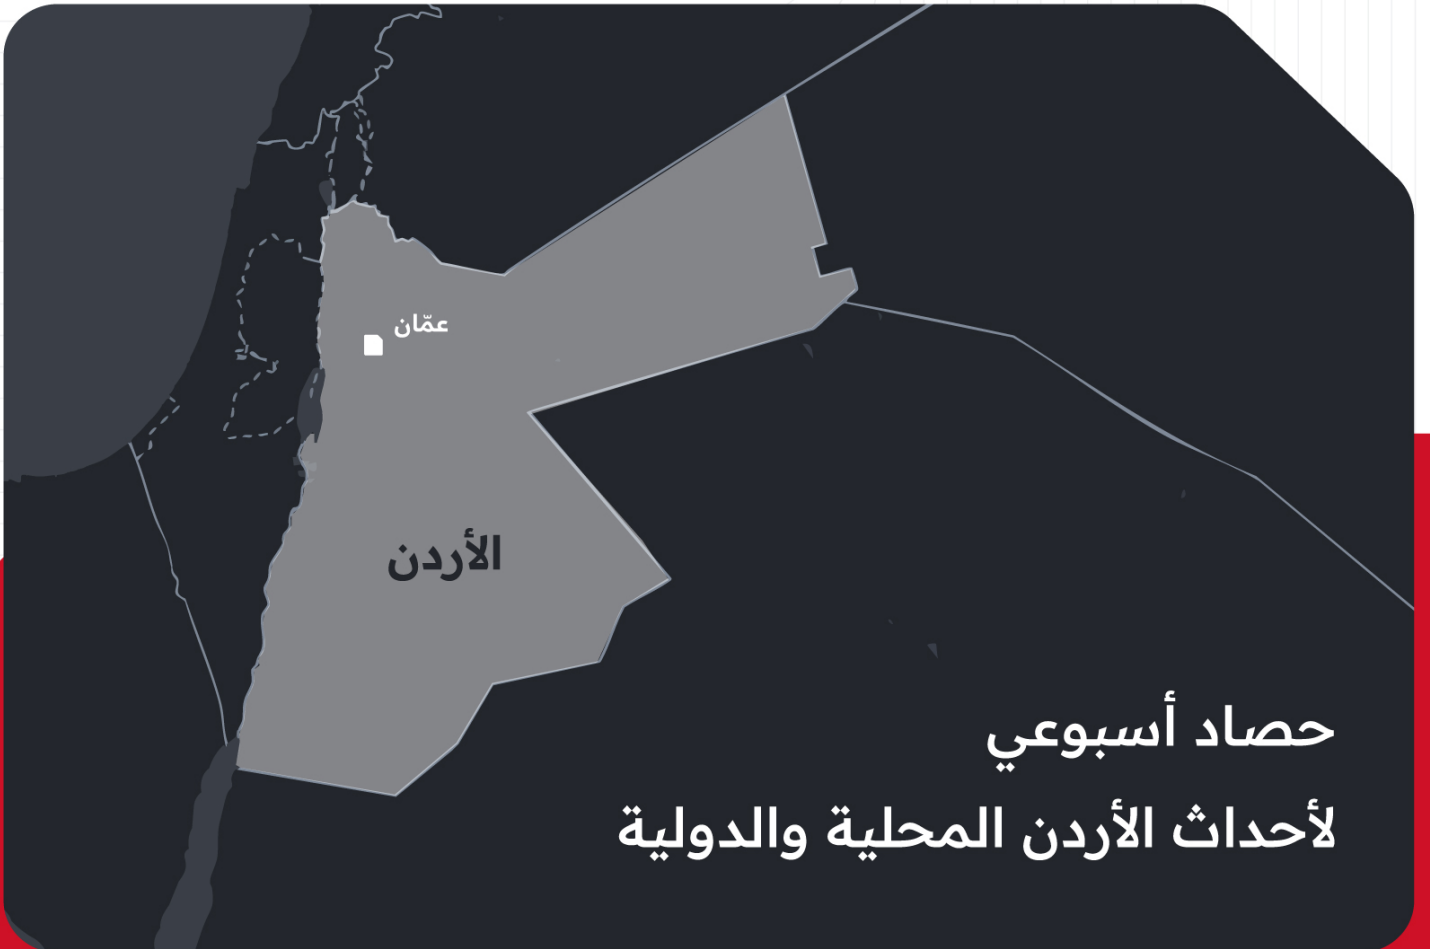 عمّان
الأردن
حصاد أسبوعي
لأحداث الأردن المحلية والدولية